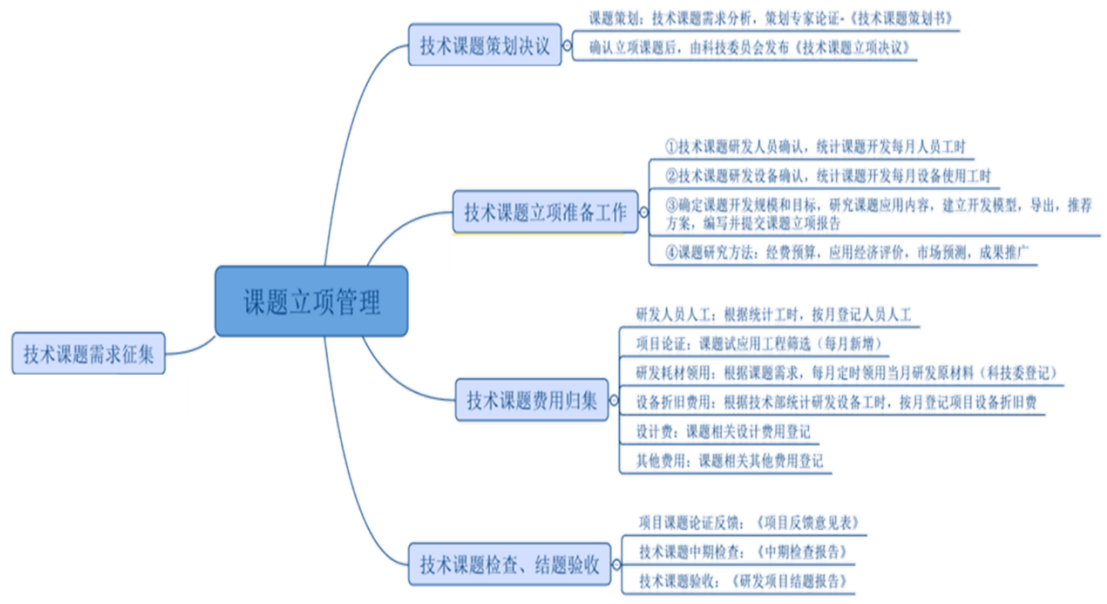 技术课题策划决议
课题策划：技术课题需求分析，策划专家论证-《技术课题策划书》
确认立项课题后，由科技委员会发布《技术课题立项决议》
技术课题立项准备工作
①技术课题研发人员确认，统计课题开发每月人员工时
②技术课题研发设备确认，统计课题开发每月设备使用工时
③确定课题开发规模和目标，研究课题应用内容，建立开发模型，导出，推荐
方案，编写并提交课题立项报告
④课题研究方法：经费预算，应用经济评价，市场预测，成果推广
课题立项管理
技术课题需求征集
技术课题费用归集
研发人员人工：根据统计工时，按月登记人员人工
项目论证：课题试应用工程筛选（每月新增）
研发耗材领用：根据课题需求，每月定时领用当月研发原材料（科技委登记）
设备折旧费用：根据技术部统计研发设备工时，按月登记项目设备折旧费
设计费：课题相关设计费用登记
其他费用：课题相关其他费用登记
技术课题检查、结题验收
项目课题论证反馈：《项目反馈意见表》
技术课题中期检查：《中期检查报告》
技术课题验收：《研发项目结题报告》